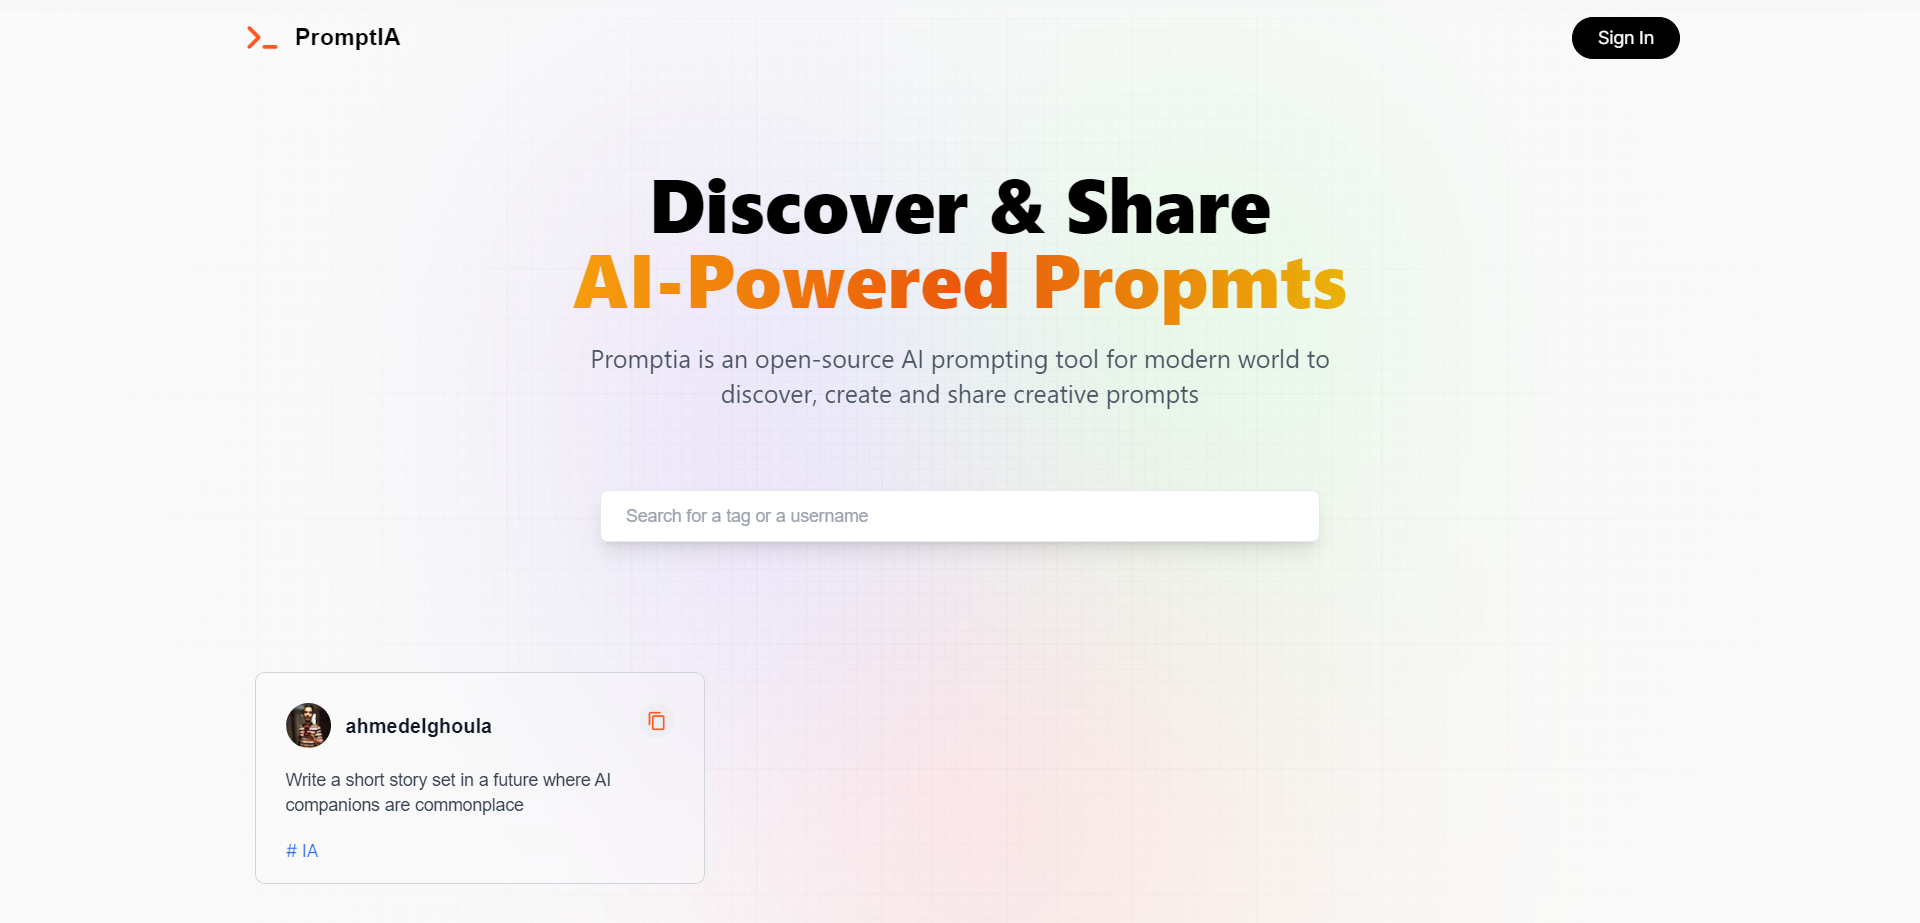 PromptIA
Sign In
Discover & Share
AI-Powered Propmts
Promptia is an open-source AI prompting tool for modern world to
discover, create and share creative prompts
Search for a tag or a username
ahmedelghoula
Write a short story set in a future where AI
companions are commonplace
# IA